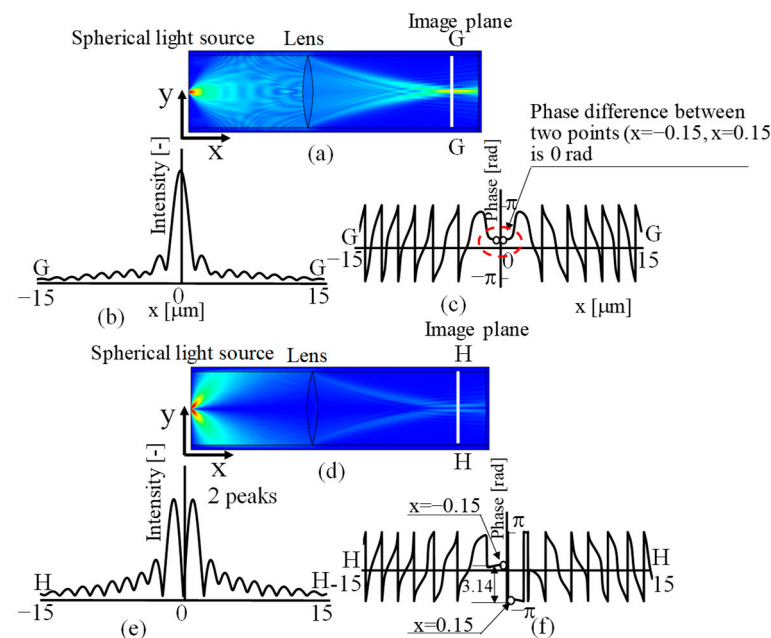 Image plane
Spherical light source Lens G
y
x
G
(a)
Phase difference between
two points (x=−0.15, x=0.15
is 0 rad
Intensity [-]
G G
−15 0 15
x [μm]
(b)
Phase [rad]
π
G G
-15 0 15
−π
(c) x [μm]
Image plane
Spherical light source Lens H
y
x
H
(d)
Intensity [-]
2 peaks
H H
−15 0 15
(e)
Phase [rad]
x=−0.15
π
H H
-15 15
3.14
−π
x=0.15
(f)